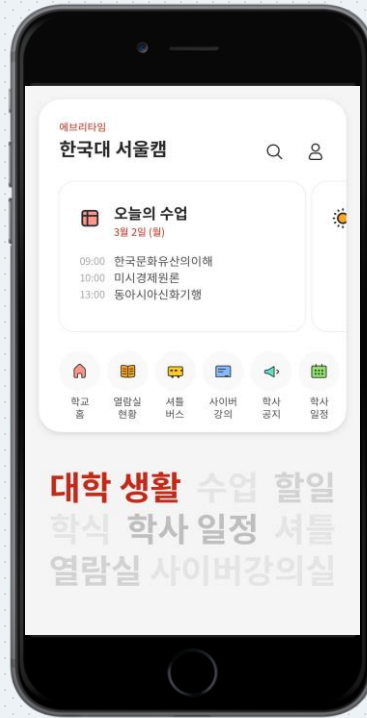 에브리타임
한국대 서울캠
오늘의 수업
3월 2일 (월)
09:00 한국문화유산의이해
10:00 미시경제원론
13:00 동아시아신화기행
학교 열람실 셔틀 사이버 학사 학사
홈 현황 버스 강의 공지 일정
대학 생활 수업 할일
학식 학사 일정 셔틀
열람실 사이버강의실